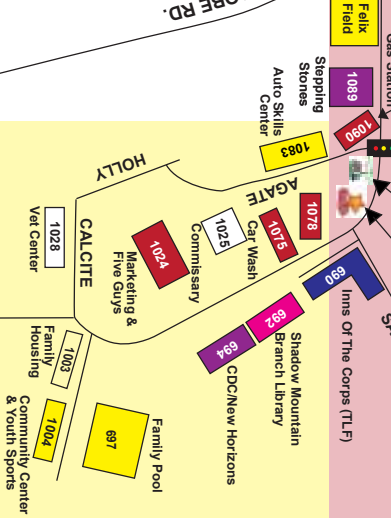 OBE RD.
Felix
Field
Gas Station
1089
Stepping
Stones
1090
Auto Skills
Center
1083
HOLLY
AGATE
1078
1075
Car Wash
1025
Commissary
1024
Marketing &
Five Guys
CALCITE
1028
Vet Center
690
Inns Of The Corps (TLF)
692
Shadow Mountain
Branch Library
694
CDC/New Horizons
1003
Family
Housing
1004
Community Center
& Youth Sports
697
Family Pool